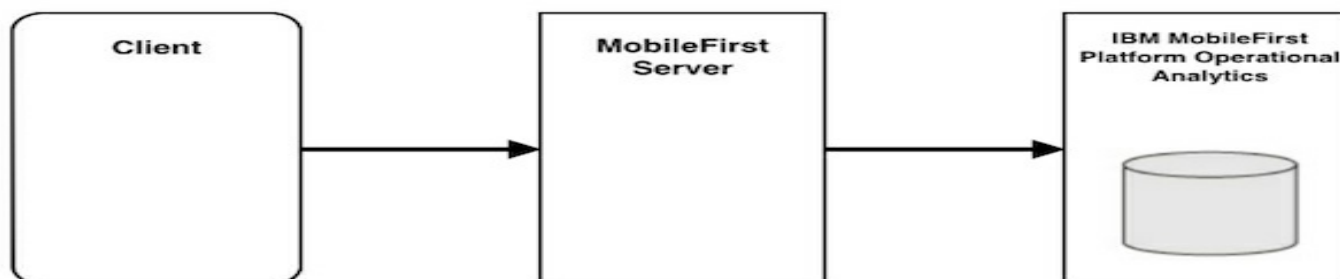 Client
MobileFirst
Server
IBM MobileFirst
Platform Operational
Analytics